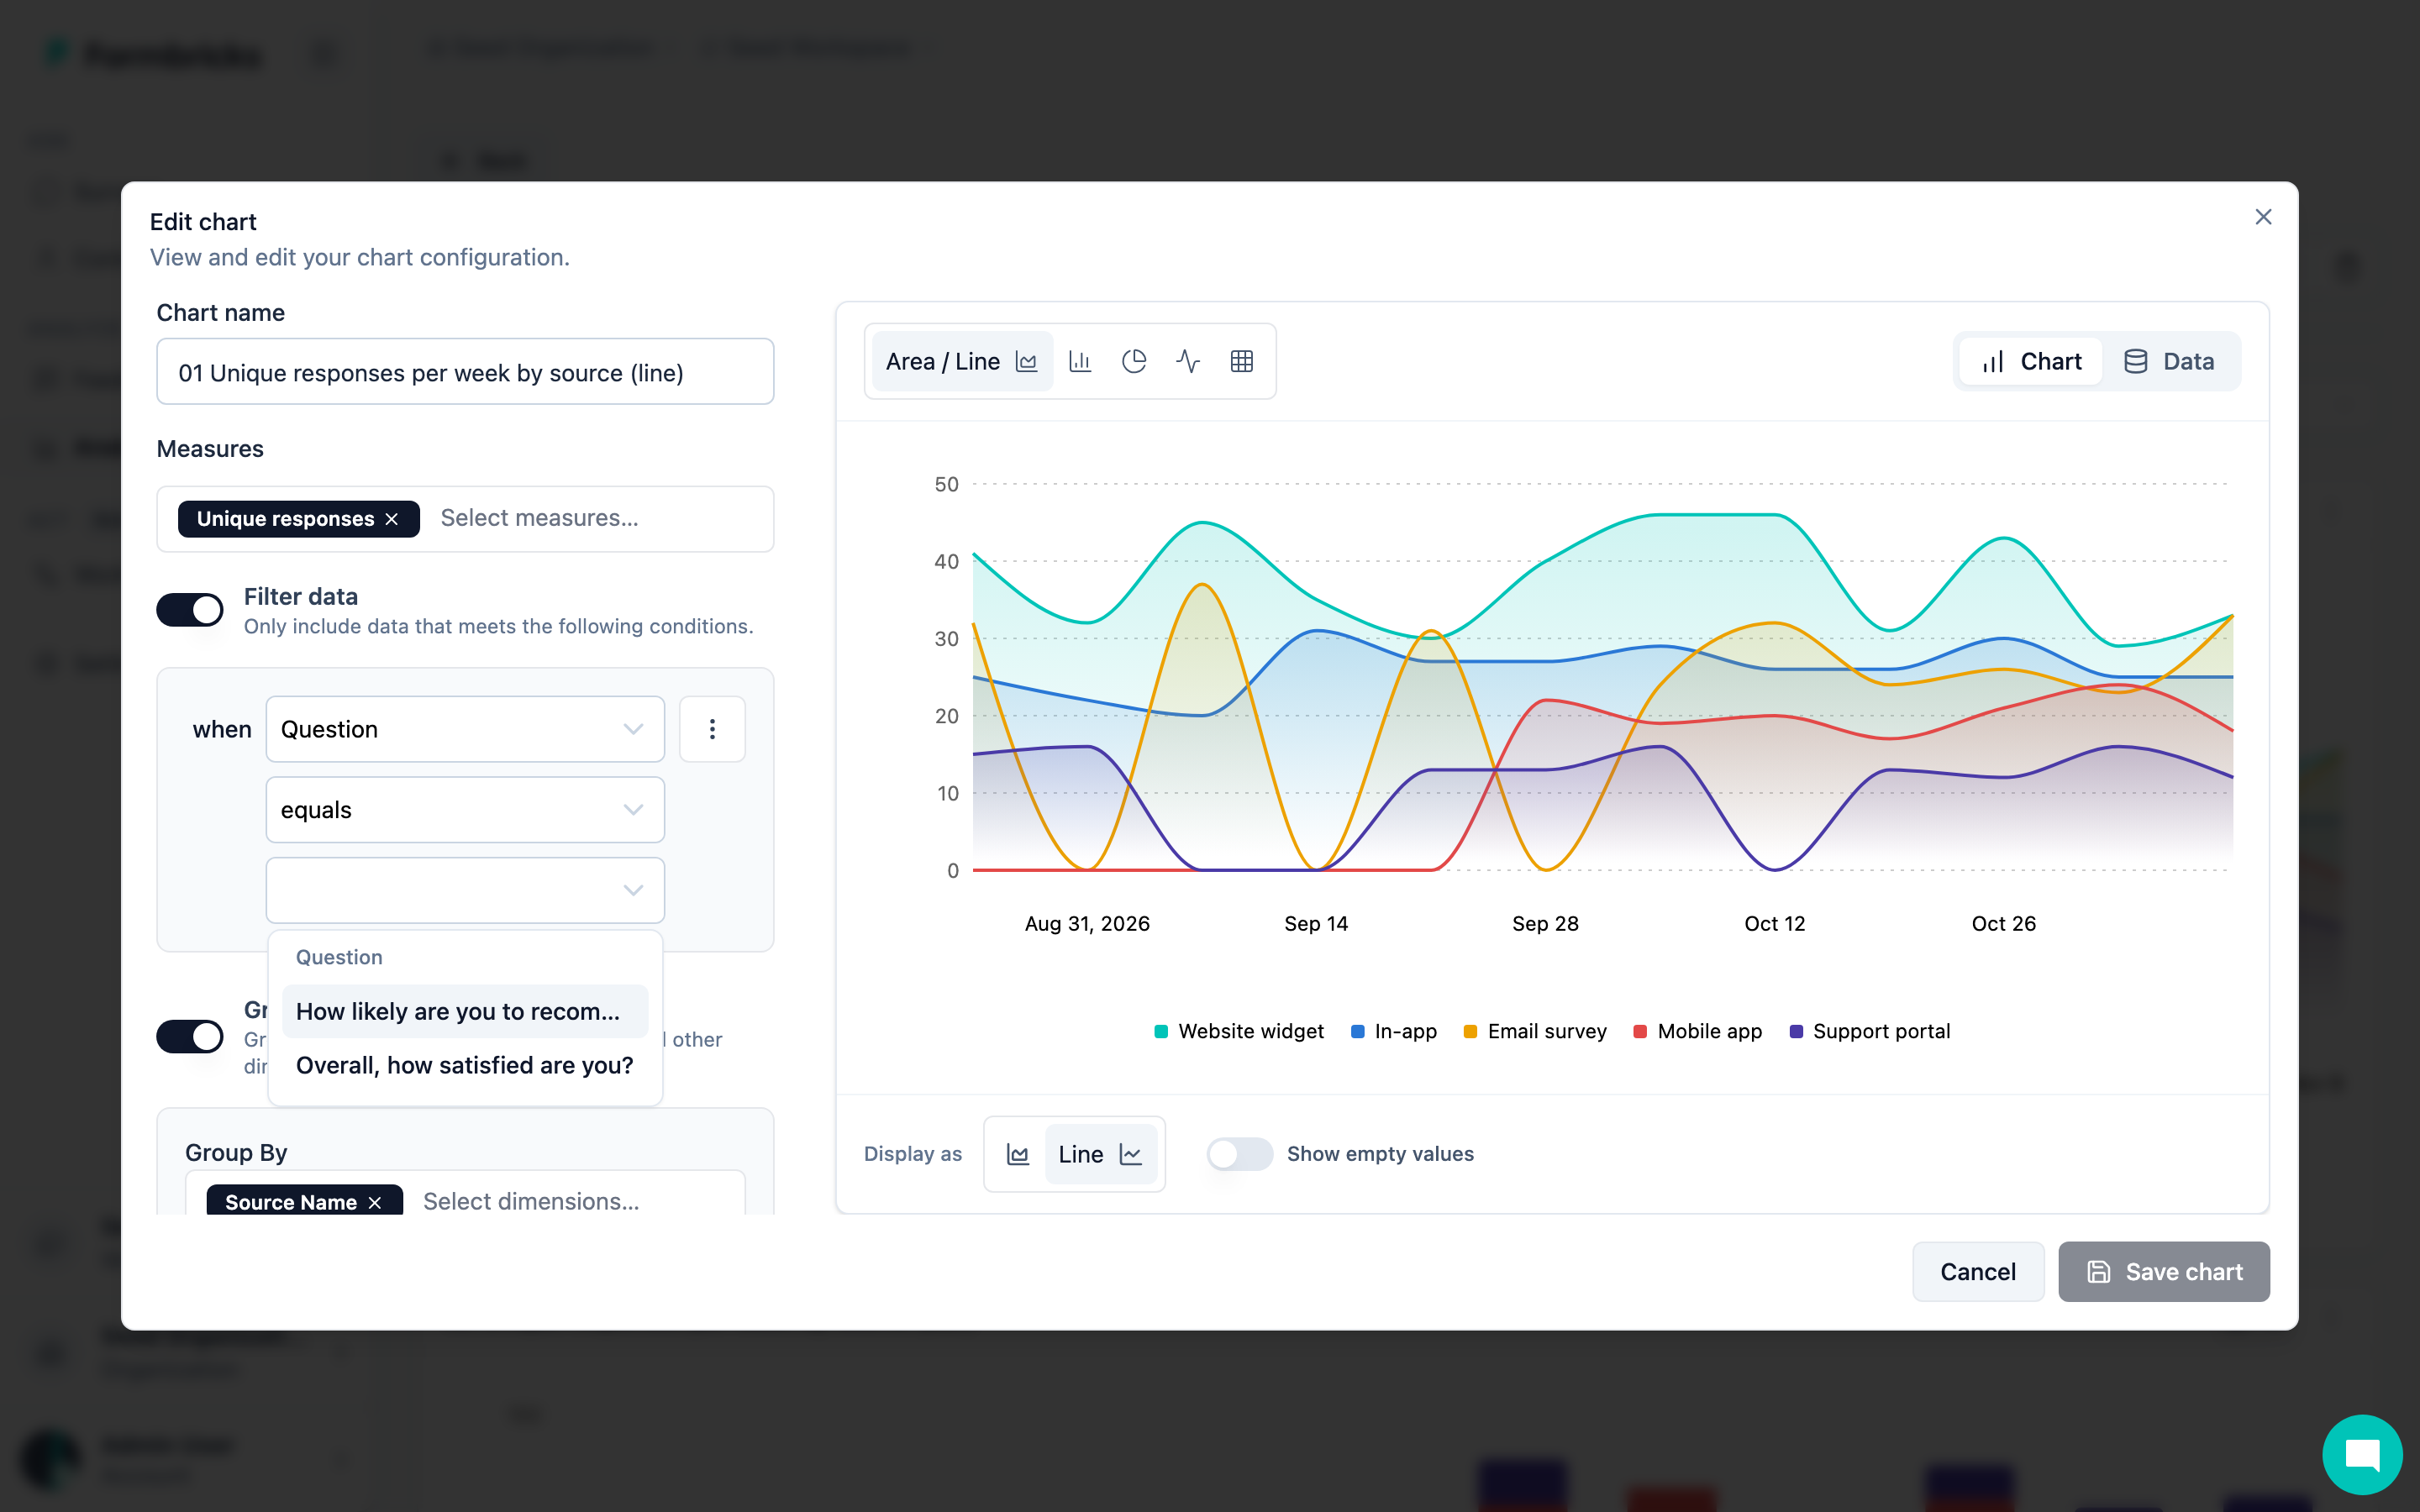 Formbricks
Edit chart
View and edit your chart configuration.
Chart name
01 Unique responses per week by source (line)
Measures
Unique responses
Select measures...
Filter data
Only include data that meets the following conditions.
when
Question
equals
Question
How likely are you to recom...
Overall, how satisfied are you?
Gr
Gr
other
dir
Group By
Source Name
Select dimensions...
Area / Line
Chart
Data
50
40
30
20
10
0
Aug 31, 2026
Sep 14
Sep 28
Oct 12
Oct 26
Website widget
In-app
Email survey
Mobile app
Support portal
Display as
Line
Show empty values
Cancel
Save chart